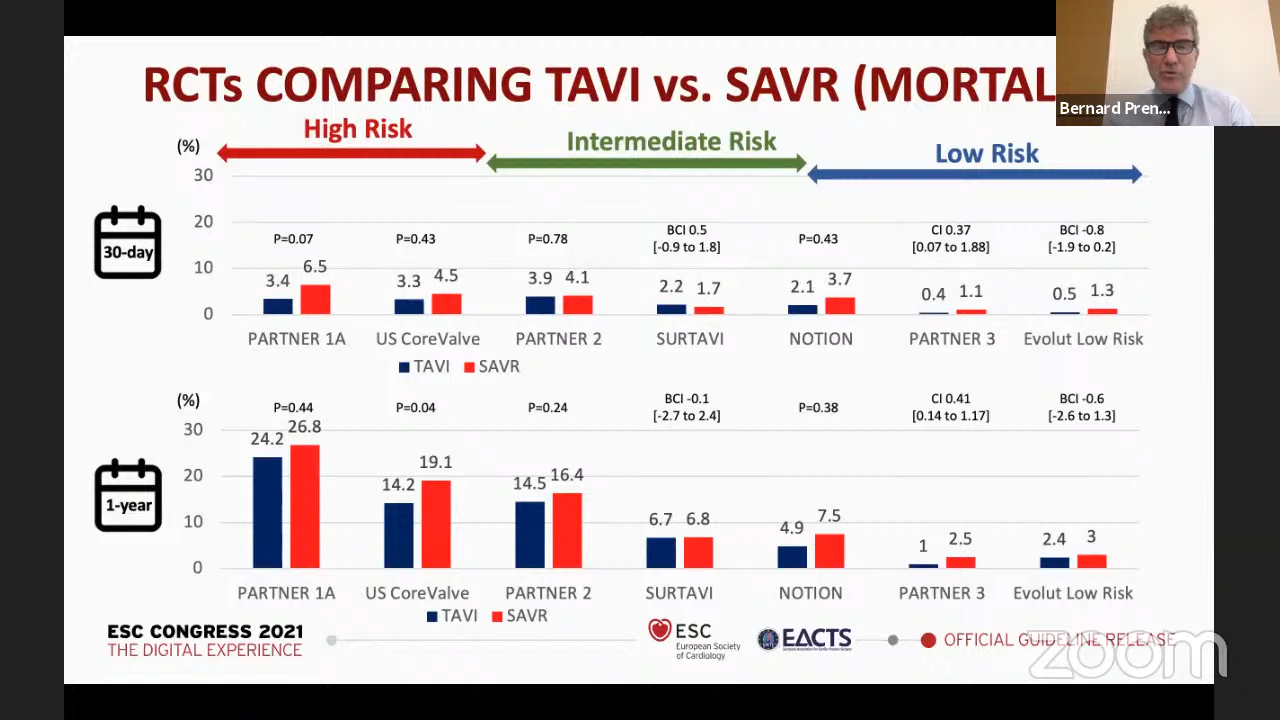 RCTs COMPARING TAVI vs. SAVR (MORTAL
Bernard Pren...
High Risk
Intermediate Risk
Low Risk
(%)
30
20
10
0
30-day
P=0.07
P=0.43
P=0.78
BCI 0.5
[-0.9 to 1.8]
P=0.43
CI 0.37
[0.07 to 1.88]
BCI -0.8
[-1.9 to 0.2]
3.4 6.5
3.3 4.5
3.9 4.1
2.2 1.7
2.1 3.7
0.4 1.1
0.5 1.3
PARTNER 1A
US CoreValve
PARTNER 2
SURTAVI
NOTION
PARTNER 3
Evolut Low Risk
TAVI SAVR
(%)
30
20
10
0
1-year
P=0.44
P=0.04
P=0.24
BCI -0.1
[-2.7 to 2.4]
P=0.38
CI 0.41
[0.14 to 1.17]
BCI -0.6
[-2.6 to 1.3]
24.2 26.8
14.2 19.1
14.5 16.4
6.7 6.8
4.9 7.5
1 2.5
2.4 3
PARTNER 1A
US CoreValve
PARTNER 2
SURTAVI
NOTION
PARTNER 3
Evolut Low Risk
TAVI SAVR
ESC CONGRESS 2021
THE DIGITAL EXPERIENCE
ESC
European Society
of Cardiology
EACTS
OFFICIAL GUIDELINE RELEASE
zoom